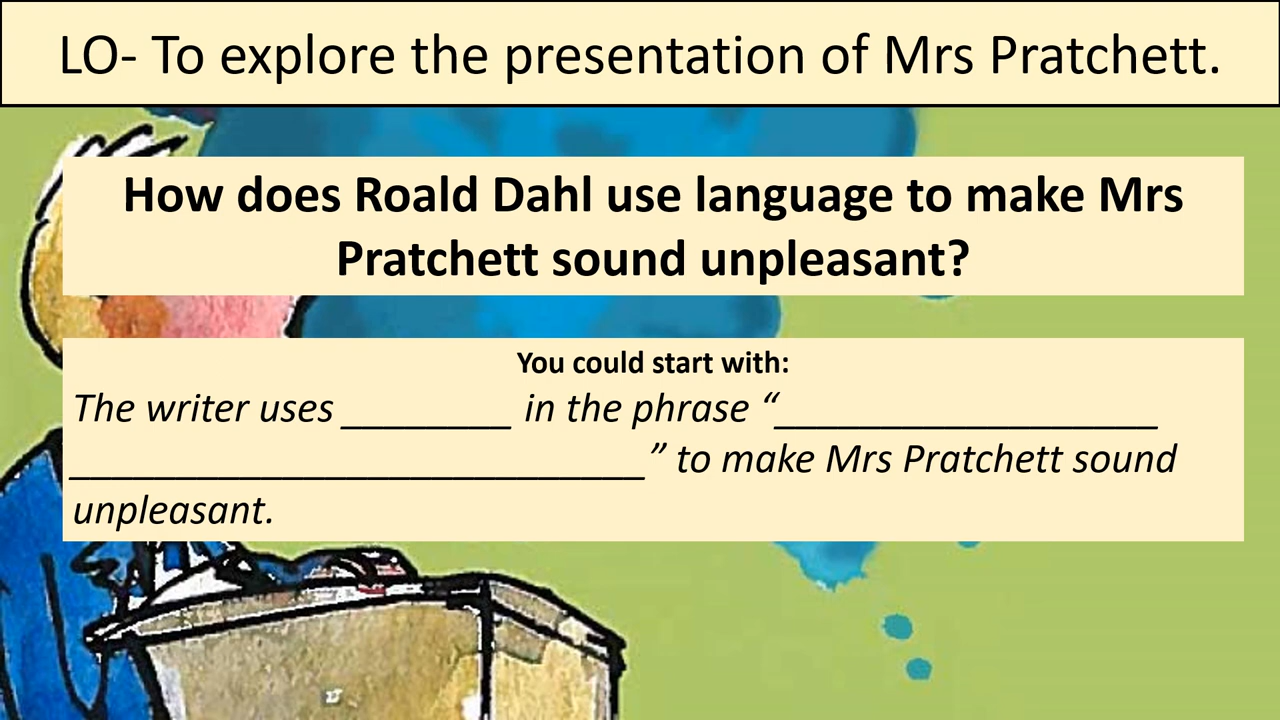 LO- To explore the presentation of Mrs Pratchett.
How does Roald Dahl use language to make Mrs
Pratchett sound unpleasant?
You could start with:
The writer uses ________ in the phrase “__________________
___________________________” to make Mrs Pratchett sound
unpleasant.